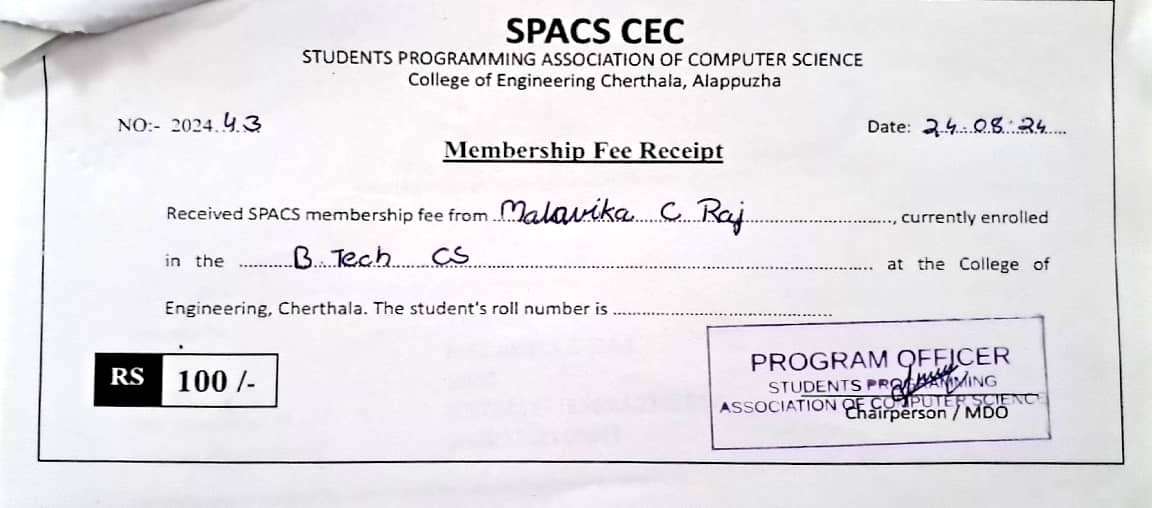 SPACS CEC
STUDENTS PROGRAMMING ASSOCIATION OF COMPUTER SCIENCE
College of Engineering Cherthala, Alappuzha
NO:- 2024.43 Date: 24.08.24
Membership Fee Receipt
Received SPACS membership fee from Malavika C Raj, currently enrolled
in the B.Tech CS at the College of
Engineering, Cherthala. The student's roll number is
RS 100 /-
PROGRAM OFFICER
STUDENTS PROGRAMMING
ASSOCIATION OF COMPUTER SCIENCE
Chairperson / MDO